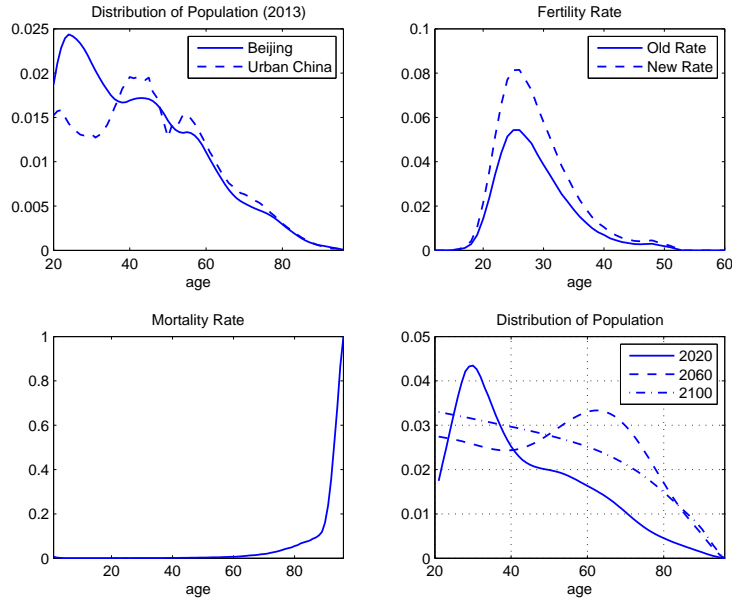 Distribution of Population (2013)
0.025
0.02
0.015
0.01
0.005
0
20 40 60 80
age
Beijing
Urban China
Fertility Rate
0.1
0.08
0.06
0.04
0.02
0
20 30 40 50 60
age
Old Rate
New Rate
Mortality Rate
1
0.8
0.6
0.4
0.2
0
20 40 60 80
age
Distribution of Population
0.05
0.04
0.03
0.02
0.01
0
20 40 60 80
age
2020
2060
2100